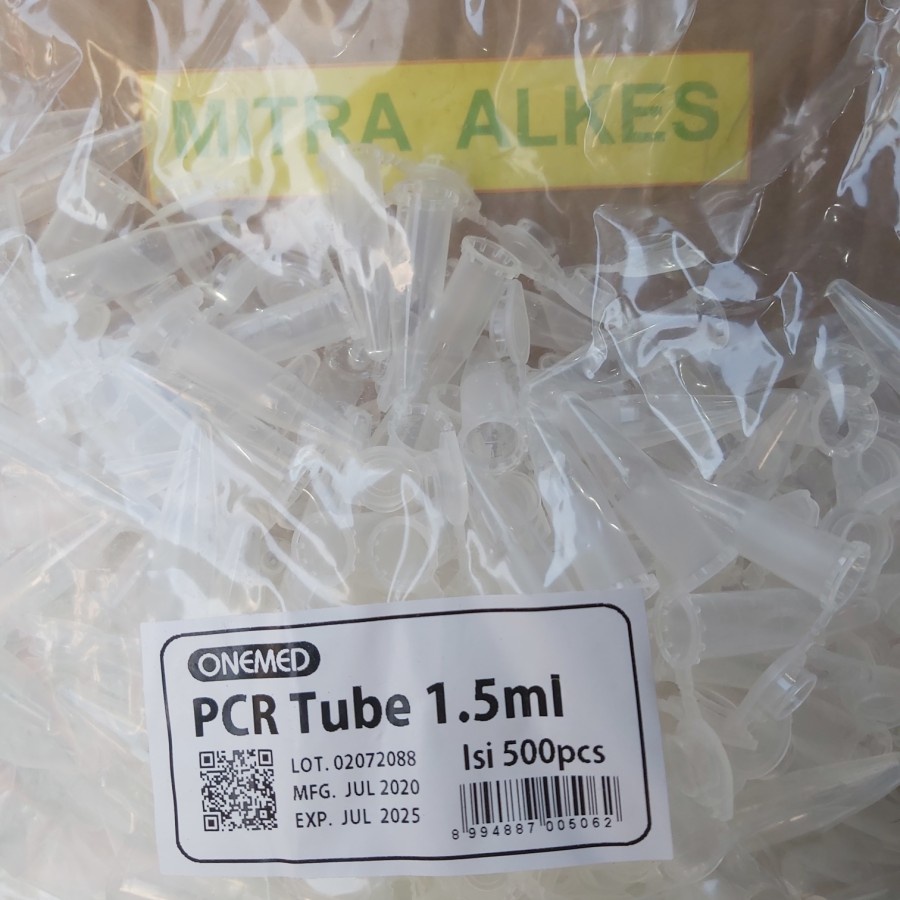 MITRA ALKES
ONEMED
PCR Tube 1.5ml
Isi 500pcs
LOT. 02072088
MFG. JUL 2020
EXP. JUL 2025
8 994887 005062